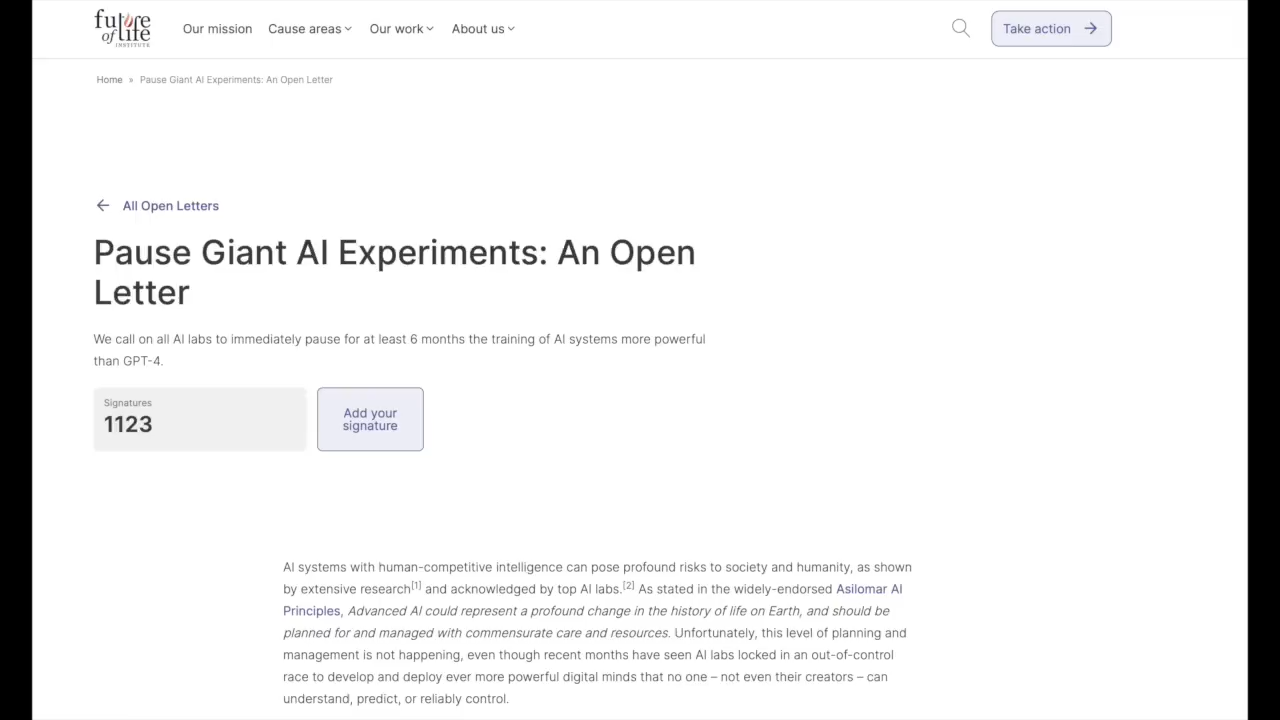 future of life INSTITUTE
Our mission Cause areas Our work About us
Take action
Home » Pause Giant AI Experiments: An Open Letter
All Open Letters
Pause Giant AI Experiments: An Open
Letter
We call on all AI labs to immediately pause for at least 6 months the training of AI systems more powerful
than GPT-4.
Signatures
1123
Add your
signature
AI systems with human-competitive intelligence can pose profound risks to society and humanity, as shown
by extensive research[1] and acknowledged by top AI labs.[2] As stated in the widely-endorsed Asilomar AI
Principles, Advanced AI could represent a profound change in the history of life on Earth, and should be
planned for and managed with commensurate care and resources. Unfortunately, this level of planning and
management is not happening, even though recent months have seen AI labs locked in an out-of-control
race to develop and deploy ever more powerful digital minds that no one – not even their creators – can
understand, predict, or reliably control.